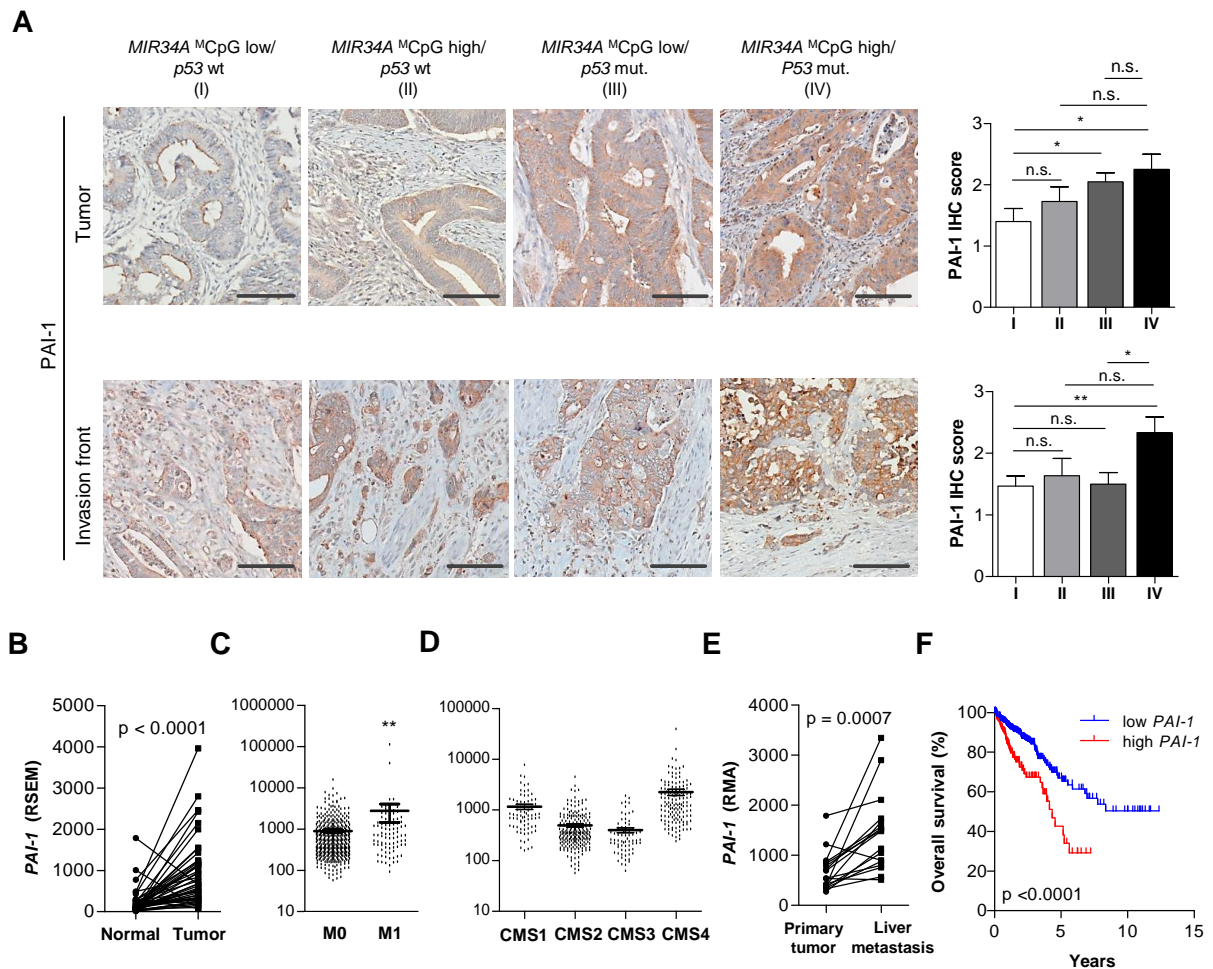 A
MIR34A ᴹCpG low/
p53 wt
(I)
MIR34A ᴹCpG high/
p53 wt
(II)
MIR34A ᴹCpG low/
p53 mut.
(III)
MIR34A ᴹCpG high/
P53 mut.
(IV)
PAI-1
Tumor
Invasion front
n.s.
n.s.
*
*
n.s.
PAI-1 IHC score
3
2
1
0
I II III IV
*
n.s.
**
n.s.
n.s.
PAI-1 IHC score
3
2
1
0
I II III IV
B
PAI-1 (RSEM)
p < 0.0001
5000
4000
3000
2000
1000
0
Normal Tumor
C
1000000
100000
10000
1000
100
10
**
M0 M1
D
100000
10000
1000
100
10
CMS1 CMS2 CMS3 CMS4
E
PAI-1 (RMA)
p = 0.0007
4000
3000
2000
1000
0
Primary
tumor
Liver
metastasis
F
Overall survival (%)
100
80
60
40
20
0
low PAI-1
high PAI-1
p <0.0001
0 5 10 15
Years